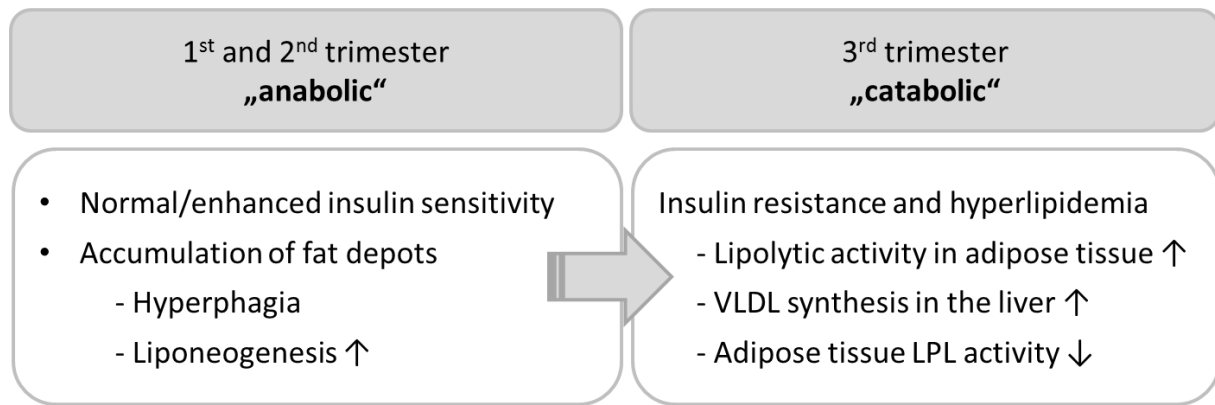 1st and 2nd trimester
„anabolic“
3rd trimester
„catabolic“
• Normal/enhanced insulin sensitivity
• Accumulation of fat depots
- Hyperphagia
- Liponeogenesis ↑
Insulin resistance and hyperlipidemia
- Lipolytic activity in adipose tissue ↑
- VLDL synthesis in the liver ↑
- Adipose tissue LPL activity ↓